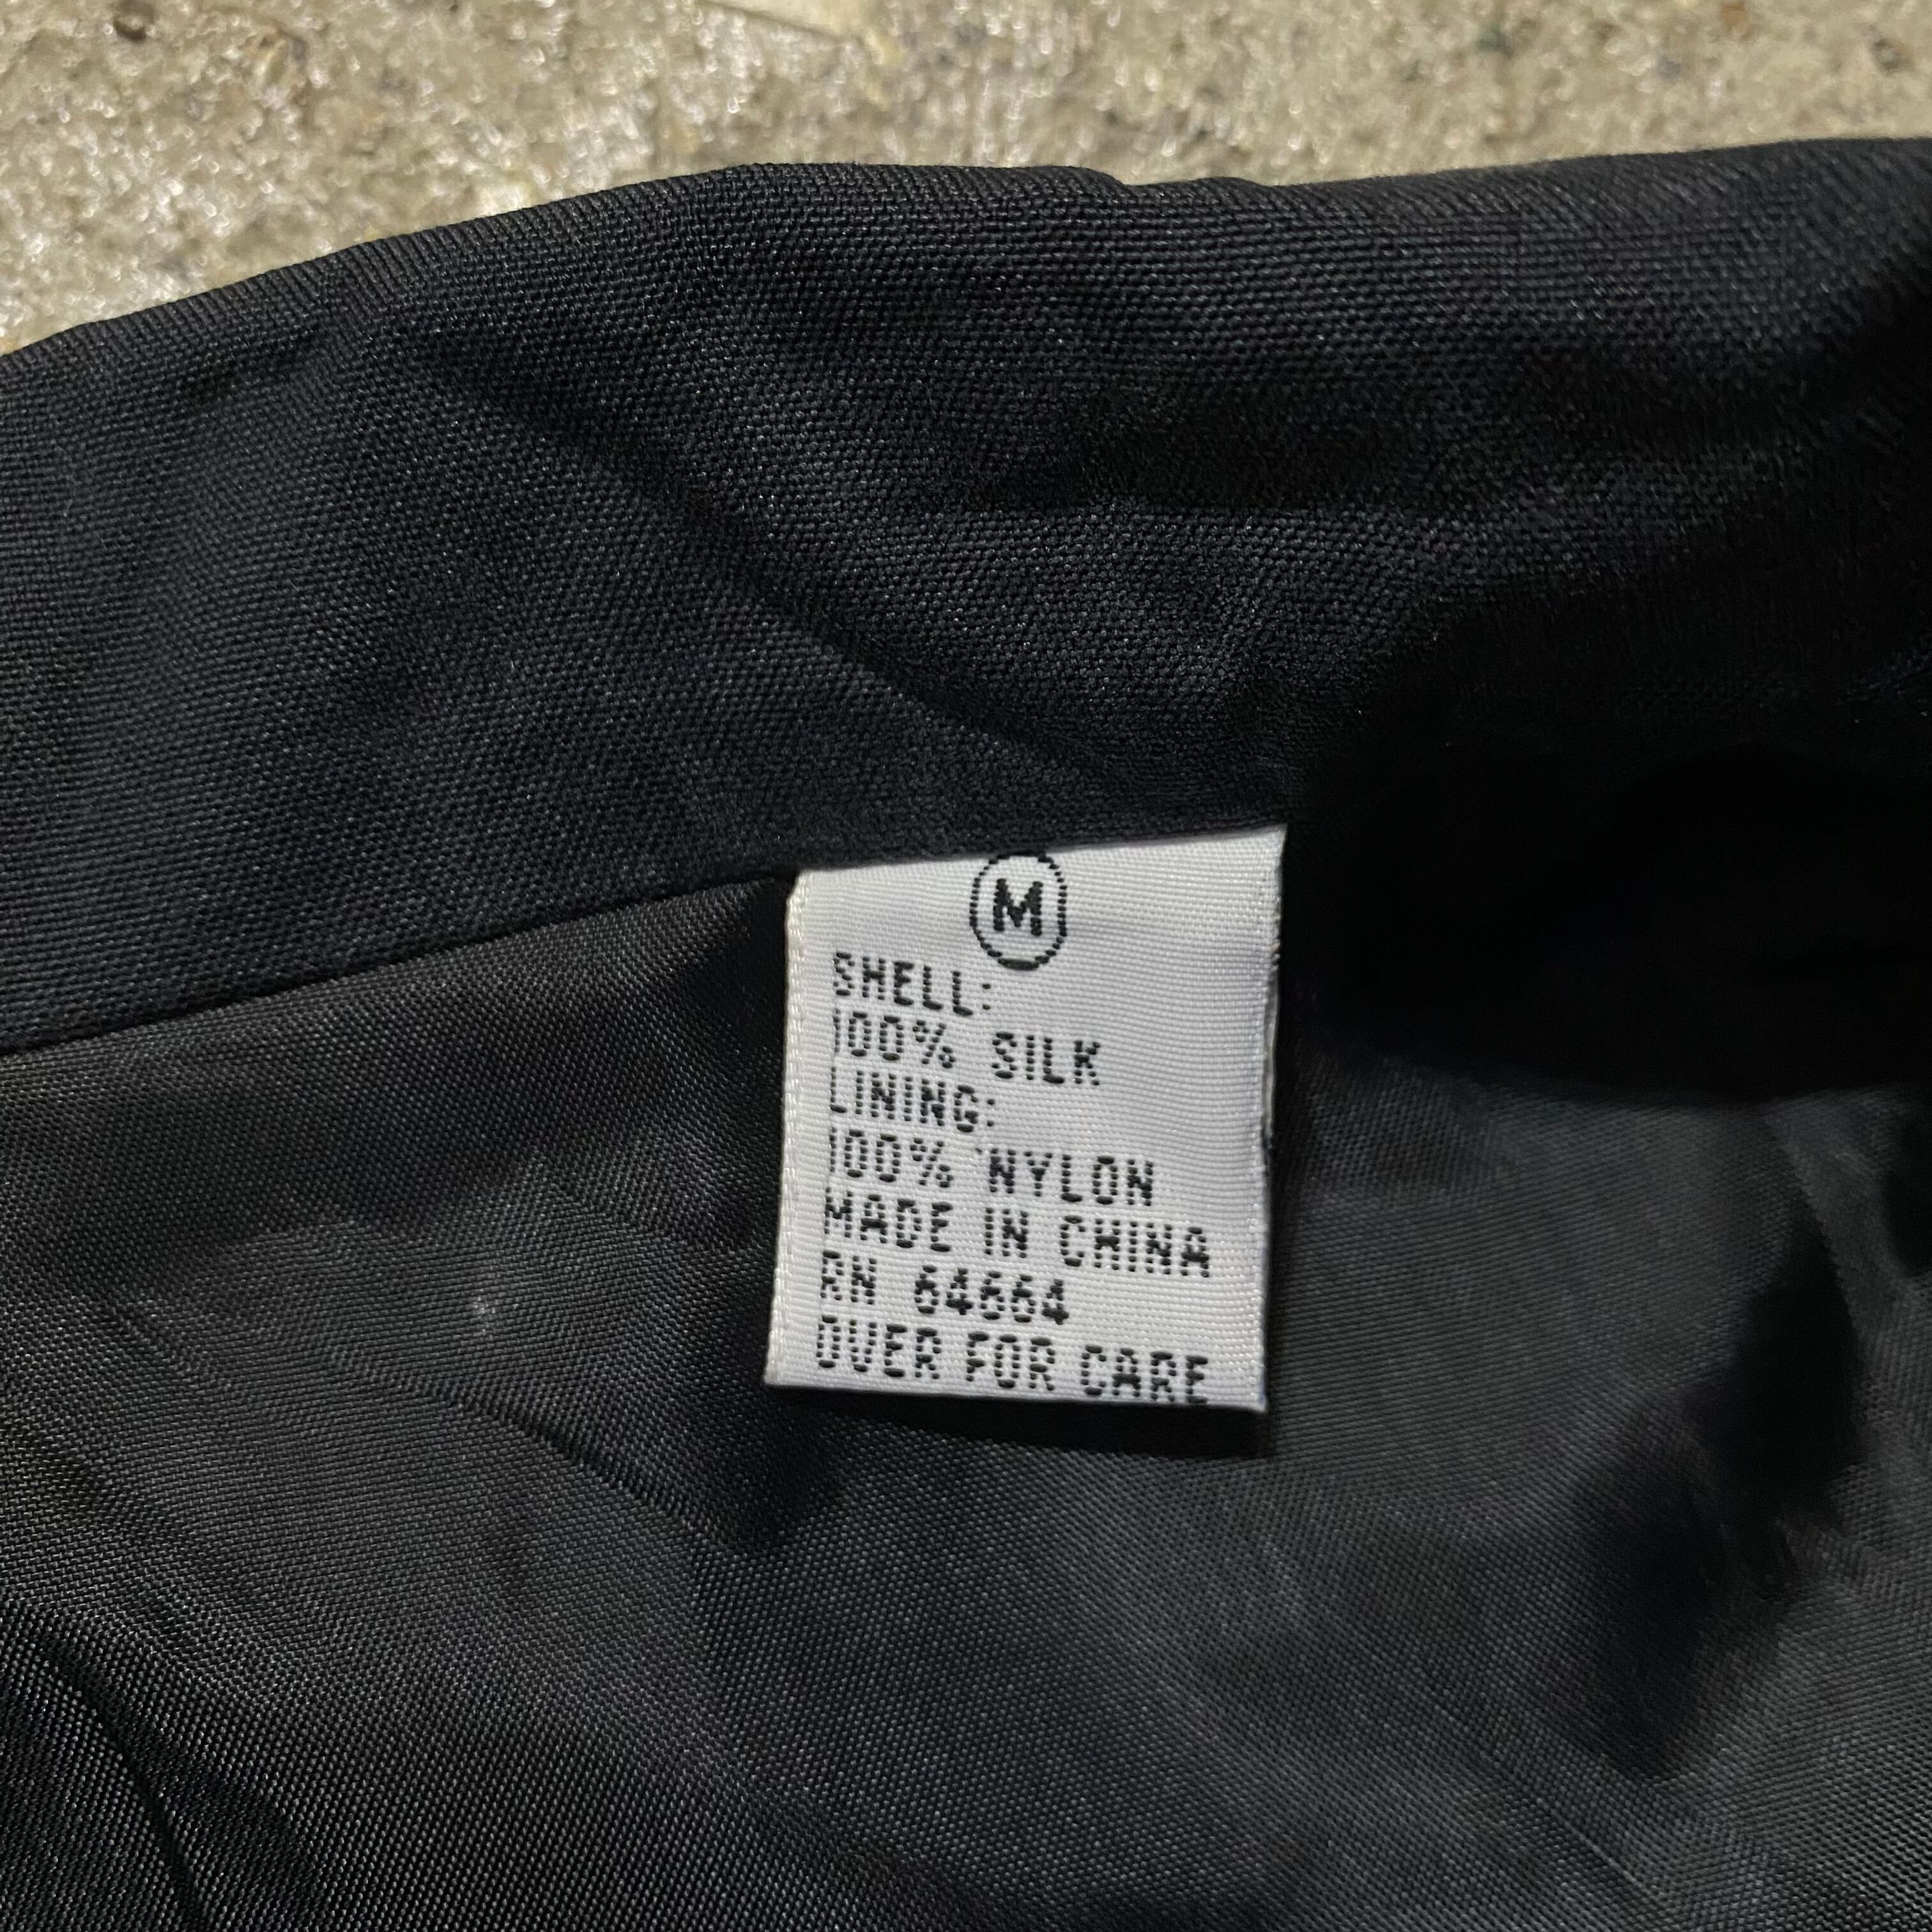 M
SHELL:
100% SILK
LINING:
100% NYLON
MADE IN CHINA
RN 64664
OVER FOR CARE